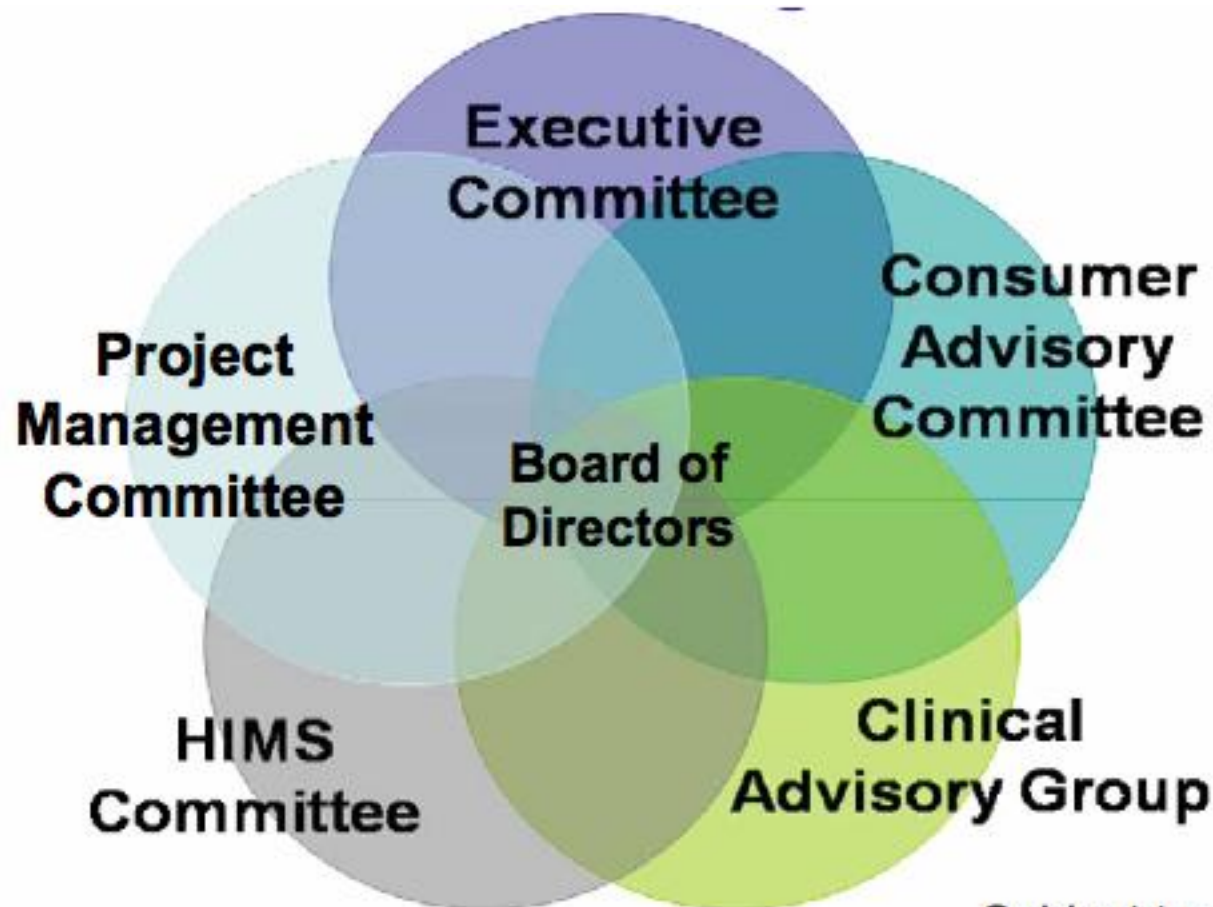 Executive
Committee
Consumer
Advisory
Committee
Project
Management
Committee
Board of
Directors
HIMS
Committee
Clinical
Advisory Group